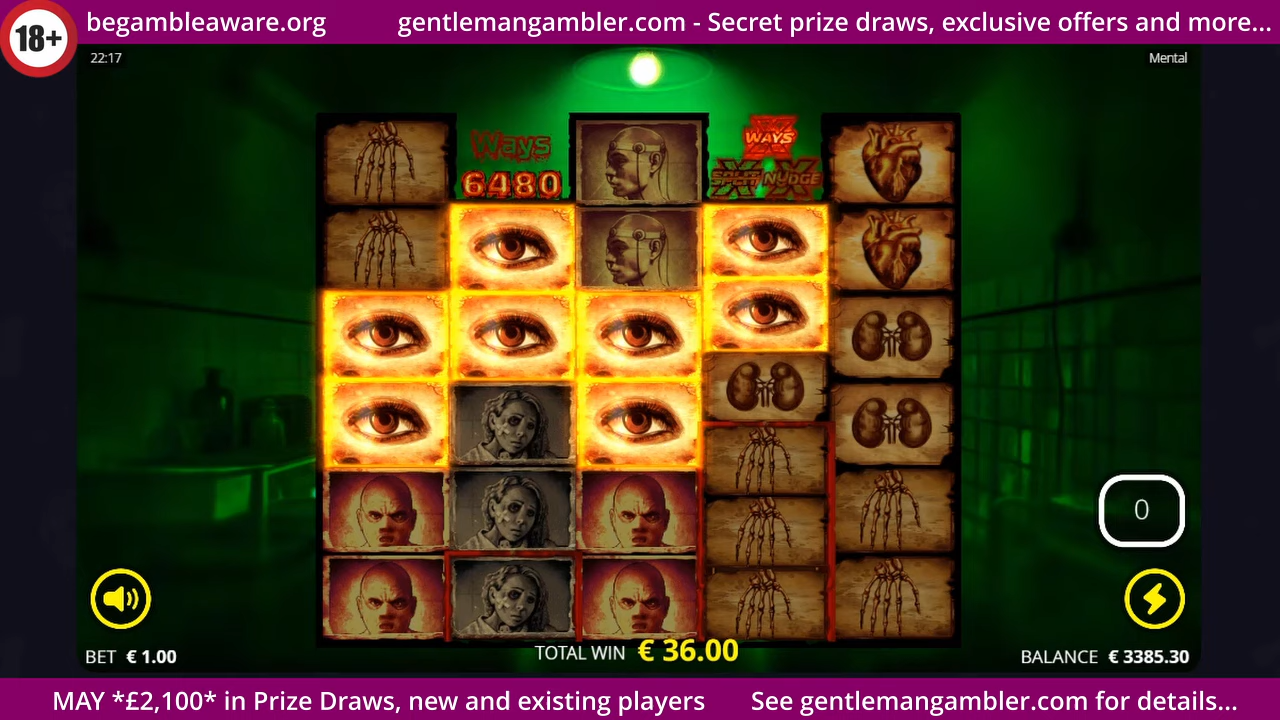 18+
begambleaware.org
gentlemangambler.com - Secret prize draws, exclusive offers and more...
22:17
Mental
Ways
6480
WAYS
SPLIT NUDGE
0
BET € 1.00
TOTAL WIN € 36.00
BALANCE € 3385.30
MAY *£2,100* in Prize Draws, new and existing players
See gentlemangambler.com for details...